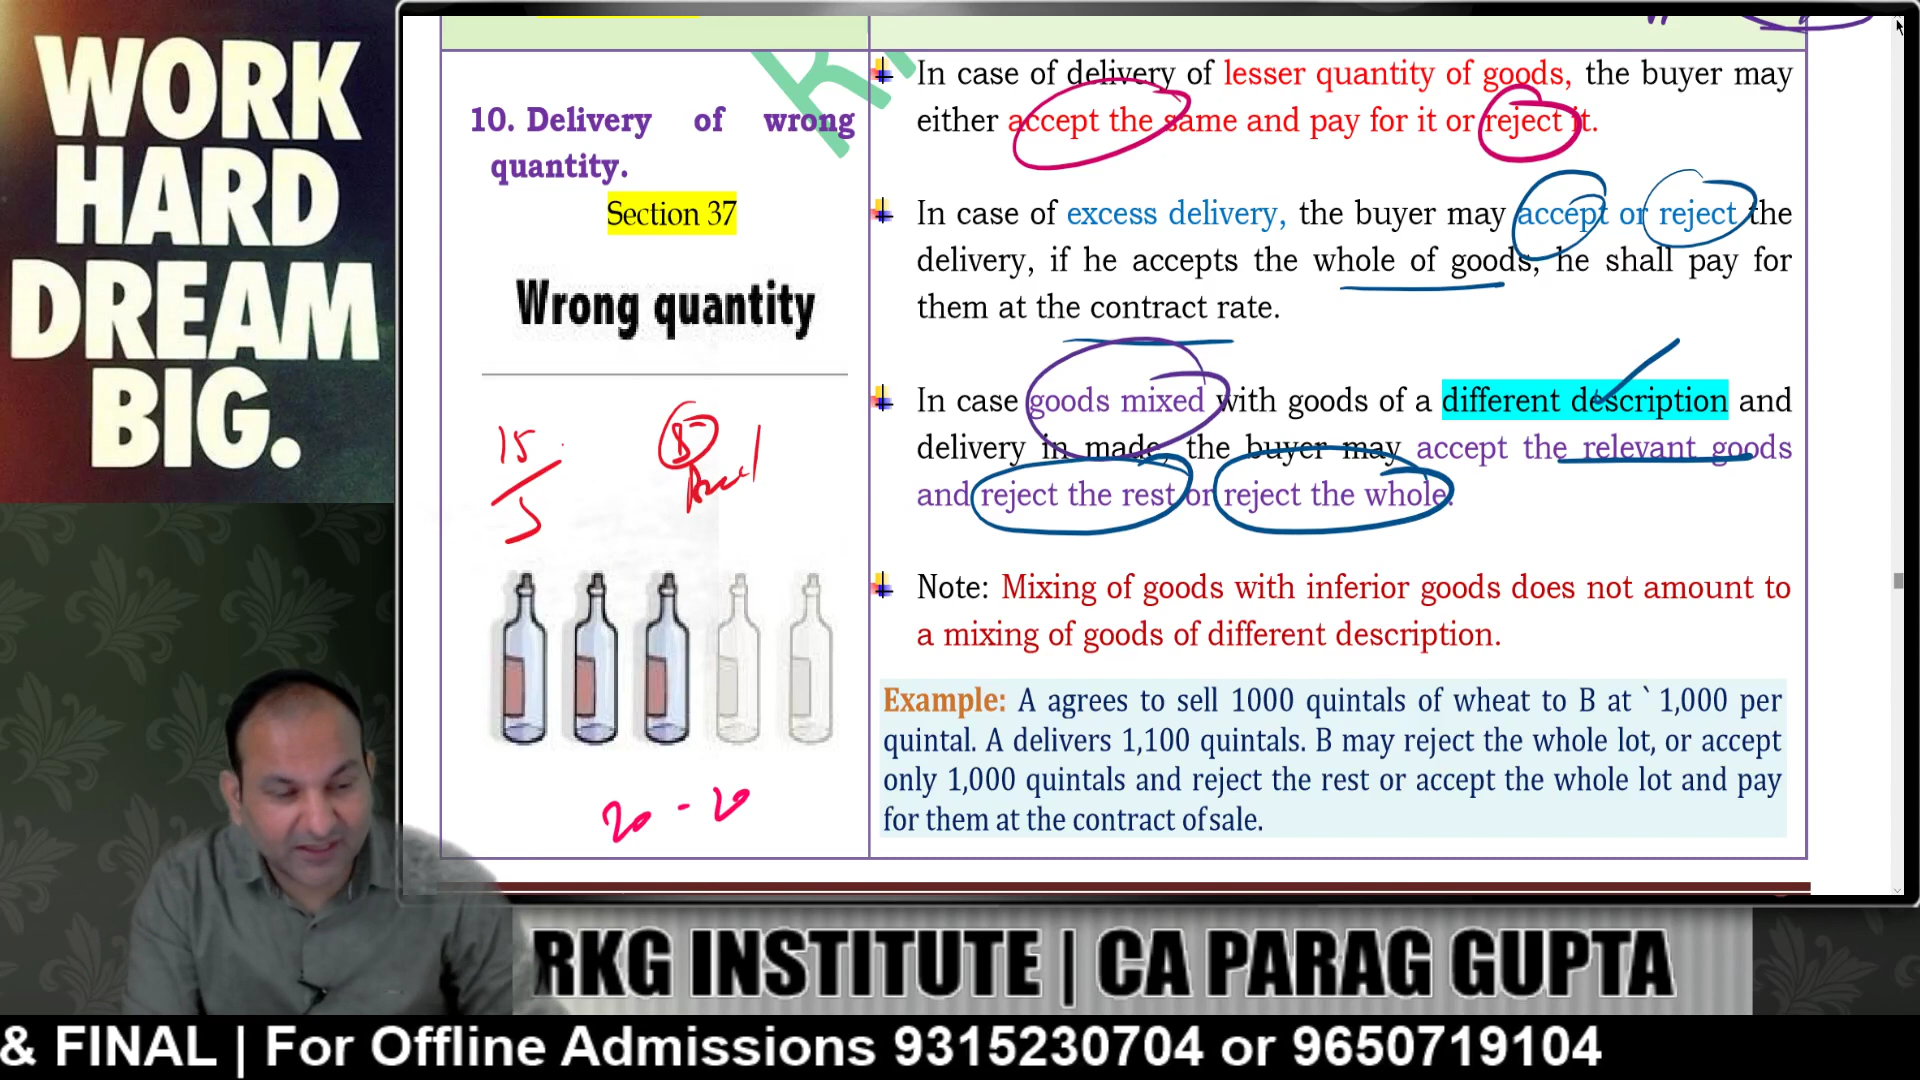 WORK
HARD
DREAM
BIG.
10. Delivery of wrong
quantity.
Section 37
Wrong quantity
15
5
20 - 20
In case of delivery of lesser quantity of goods, the buyer may
either accept the same and pay for it or reject it.
In case of excess delivery, the buyer may accept or reject the
delivery, if he accepts the whole of goods, he shall pay for
them at the contract rate.
In case goods mixed with goods of a different description and
delivery in made, the buyer may accept the relevant goods
and reject the rest or reject the whole.
Note: Mixing of goods with inferior goods does not amount to
a mixing of goods of different description.
Example: A agrees to sell 1000 quintals of wheat to B at ` 1,000 per
quintal. A delivers 1,100 quintals. B may reject the whole lot, or accept
only 1,000 quintals and reject the rest or accept the whole lot and pay
for them at the contract of sale.
RKG INSTITUTE | CA PARAG GUPTA
& FINAL | For Offline Admissions 9315230704 or 9650719104